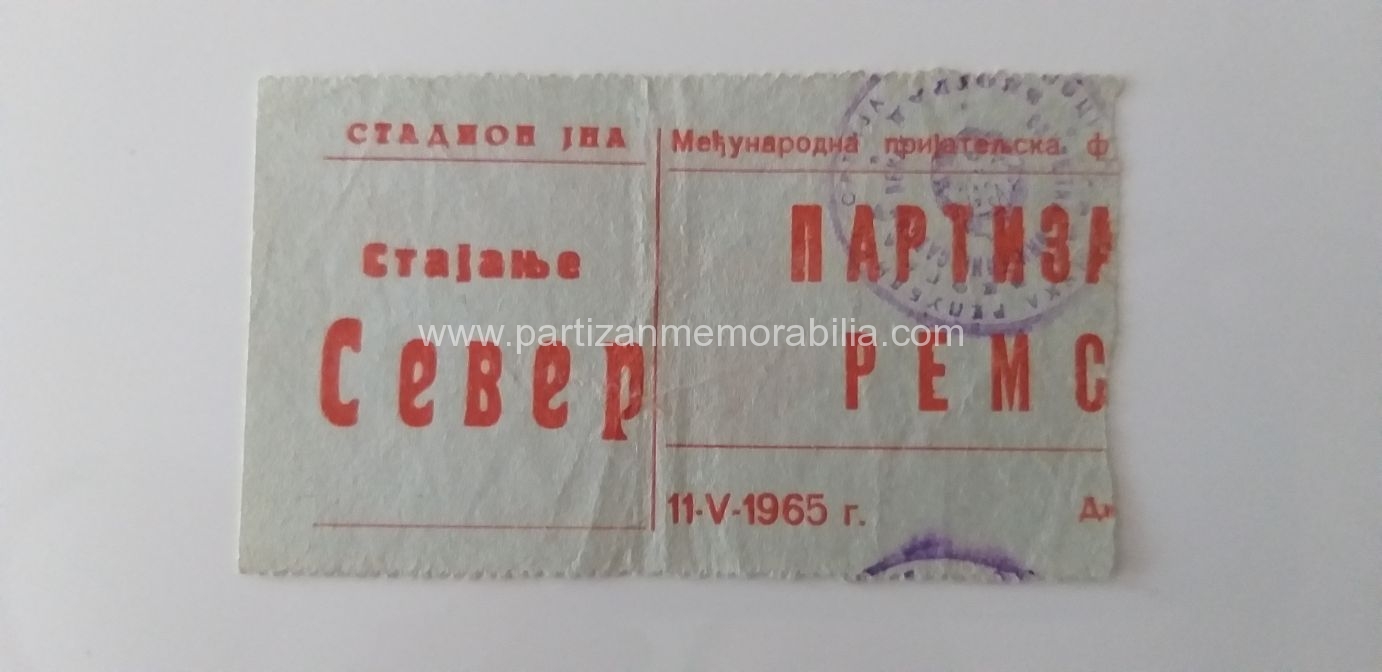 СТАДИОН ЈНА
Стајање
Север
Међународна пријатељска ф
ПАРТИЗА
РЕМС
11-V-1965 г.
www.partizanmemorabilia.com